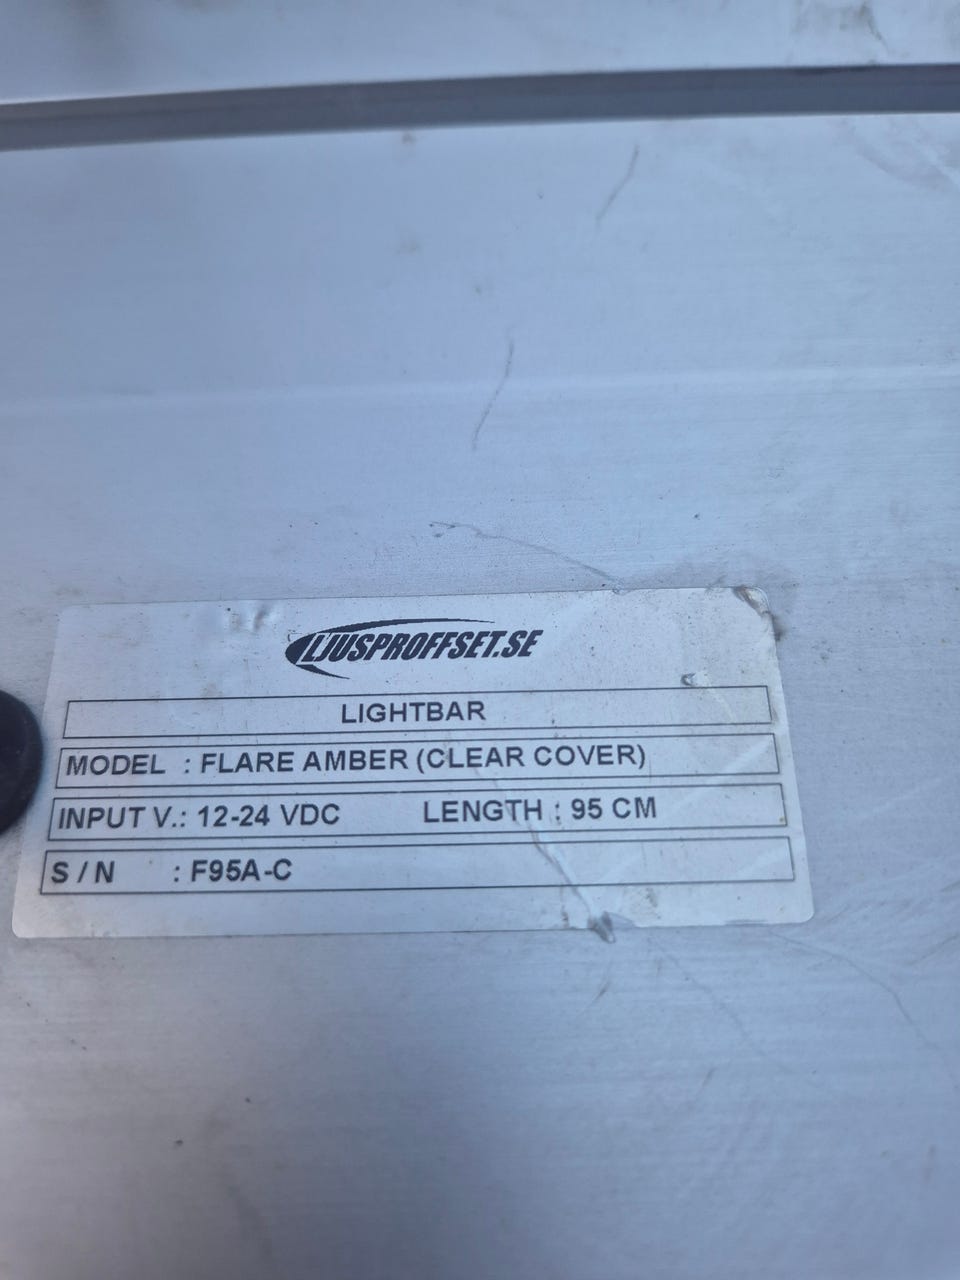 LJUSPROFFSET.SE
LIGHTBAR
MODEL : FLARE AMBER (CLEAR COVER)
INPUT V.: 12-24 VDC LENGTH : 95 CM
S / N : F95A-C